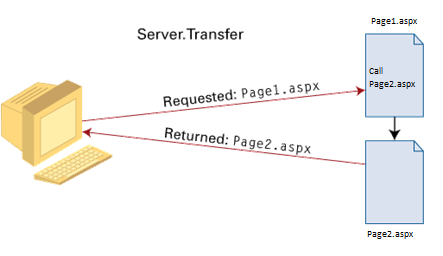 Server.Transfer
Page1.aspx
Requested: Page1.aspx
Call
Page2.aspx
Returned: Page2.aspx
Page2.aspx